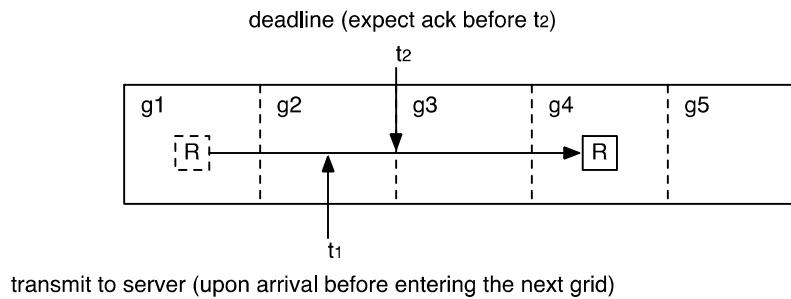 deadline (expect ack before t2)
t2
g1 g2 g3 g4 g5
R R
t1
transmit to server (upon arrival before entering the next grid)